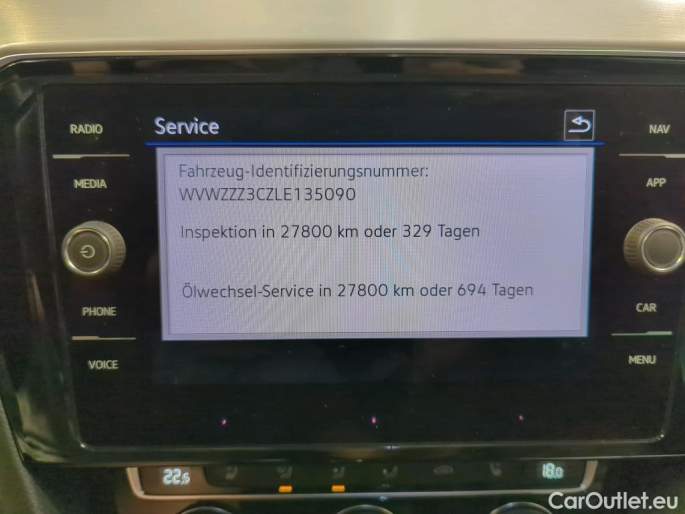 RADIO
MEDIA
PHONE
VOICE
Service
Fahrzeug-Identifizierungsnummer:
WVWZZZ3CZLE135090
Inspektion in 27800 km oder 329 Tagen
Ölwechsel-Service in 27800 km oder 694 Tagen
NAV
APP
CAR
MENU
22.5
18.0
CarOutlet.eu